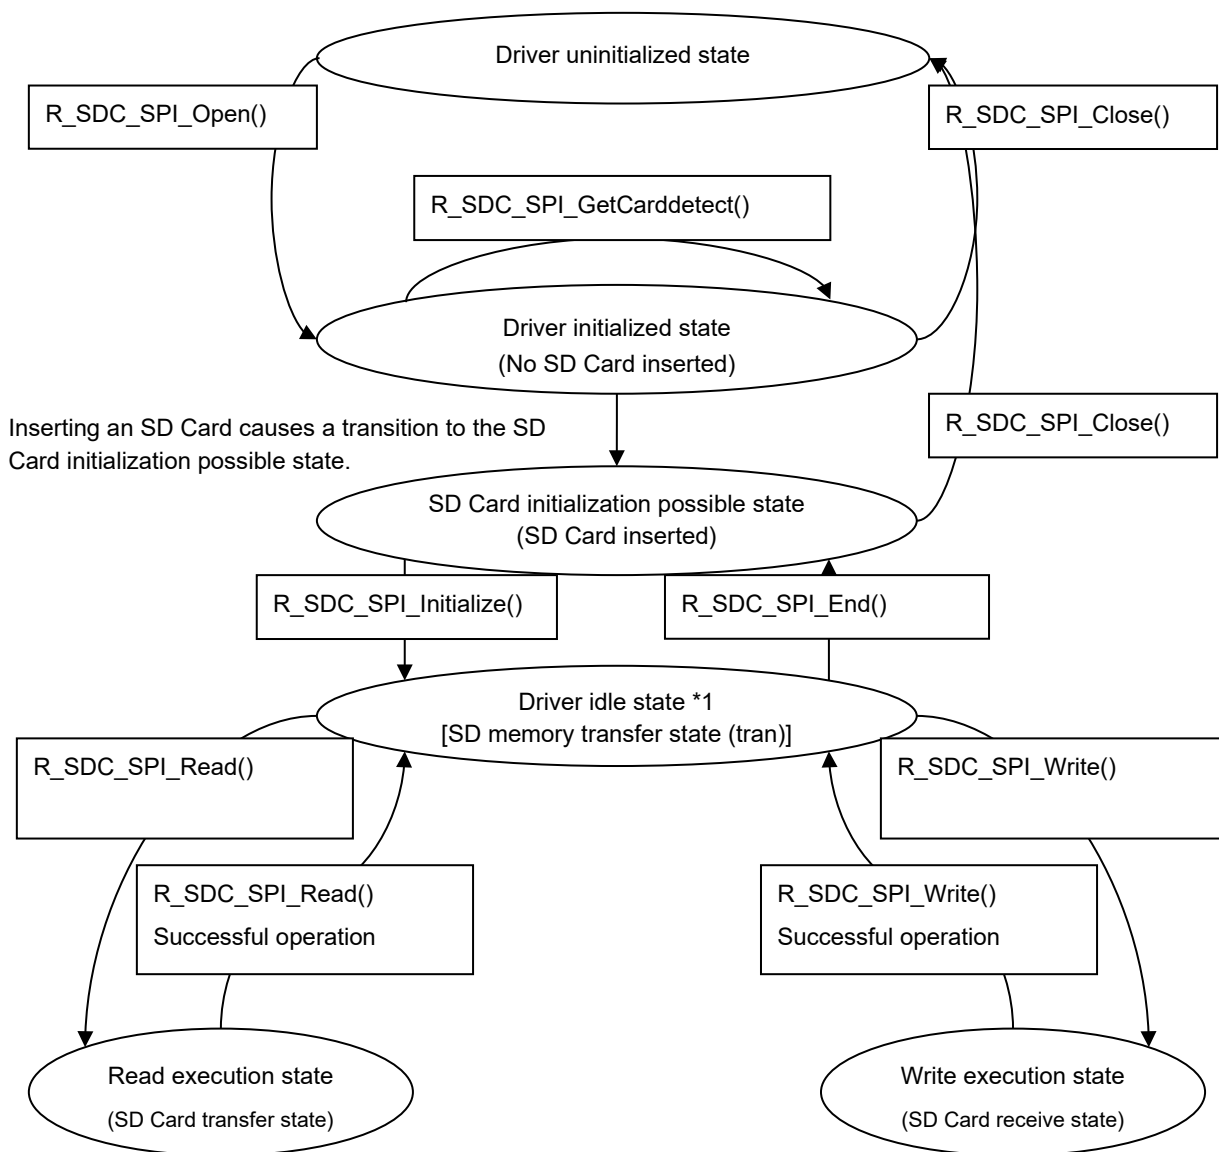 Driver uninitialized state
R_SDC_SPI_Open()
R_SDC_SPI_Close()
R_SDC_SPI_GetCarddetect()
Driver initialized state
(No SD Card inserted)
R_SDC_SPI_Close()
Inserting an SD Card causes a transition to the SD
Card initialization possible state.
SD Card initialization possible state
(SD Card inserted)
R_SDC_SPI_Initialize()
R_SDC_SPI_End()
Driver idle state *1
[SD memory transfer state (tran)]
R_SDC_SPI_Read()
R_SDC_SPI_Write()
R_SDC_SPI_Read()
Successful operation
R_SDC_SPI_Write()
Successful operation
Read execution state
(SD Card transfer state)
Write execution state
(SD Card receive state)